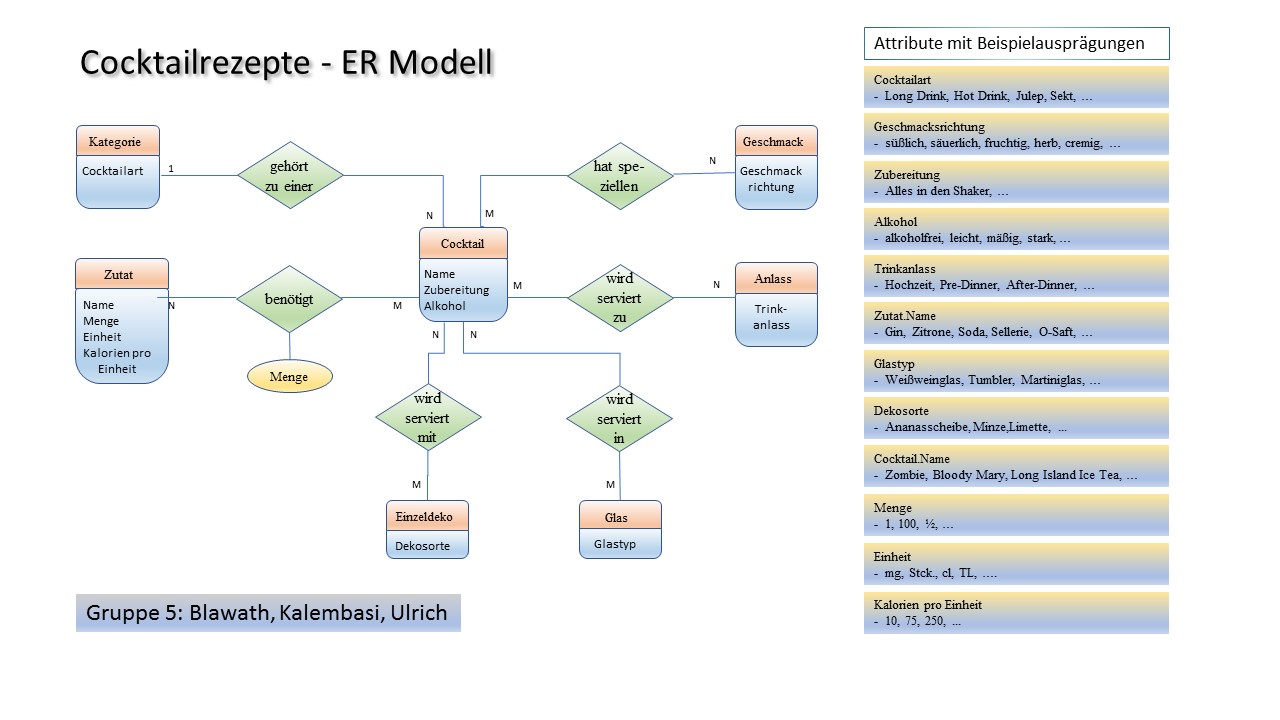 Cocktailrezepte - ER Modell
Kategorie
Cocktailart
1
gehört
zu einer
N
M
hat spe-
ziellen
N
Geschmack
Geschmack
richtung
Cocktail
Name
Zubereitung
Alkohol
Zutat
Name
Menge
Einheit
Kalorien pro
Einheit
N
benötigt
M
Menge
M
wird
serviert
zu
N
Anlass
Trink-
anlass
N
N
wird
serviert
mit
wird
serviert
in
M
M
Einzeldeko
Dekosorte
Glas
Glastyp
Gruppe 5: Blawath, Kalembasi, Ulrich
Attribute mit Beispielausprägungen
Cocktailart
- Long Drink, Hot Drink, Julep, Sekt, ...
Geschmacksrichtung
- süßlich, säuerlich, fruchtig, herb, cremig, ...
Zubereitung
- Alles in den Shaker, ...
Alkohol
- alkoholfrei, leicht, mäßig, stark, ...
Trinkanlass
- Hochzeit, Pre-Dinner, After-Dinner, ...
Zutat.Name
- Gin, Zitrone, Soda, Sellerie, O-Saft, ...
Glastyp
- Weißweinglas, Tumbler, Martiniglas, ...
Dekosorte
- Ananasscheibe, Minze,Limette, ...
Cocktail.Name
- Zombie, Bloody Mary, Long Island Ice Tea, ...
Menge
- 1, 100, ½, ...
Einheit
- mg, Stck., cl, TL, ....
Kalorien pro Einheit
- 10, 75, 250, ...